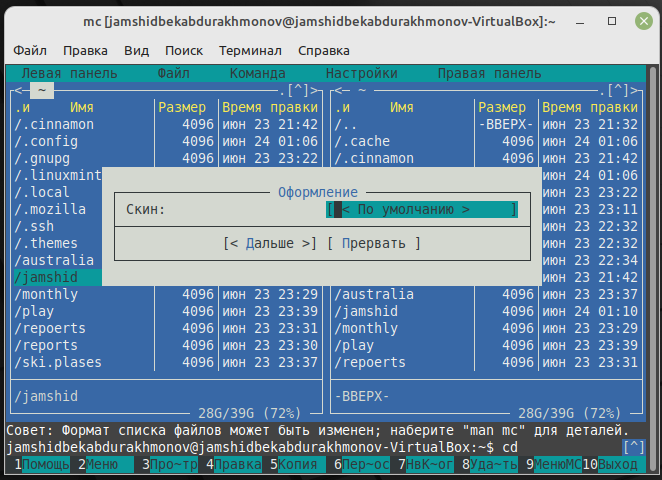 mc [jamshidbekabdurakhmonov@jamshidbekabdurakhmonov-VirtualBox]:~
Файл Правка Вид Поиск Терминал Справка
Левая панель Файл Команда Настройки Правая панель
<─ ~ .[^]> <─ ~ .[^]>
.и Имя Размер Время правки .и Имя Размер Время правки
/.cinnamon 4096 июн 23 21:42 /.. -ВВЕРХ- июн 23 21:32
/.config 4096 июн 24 01:06 /.cache 4096 июн 24 01:06
/.gnupg 4096 июн 23 23:22 /.cinnamon 4096 июн 23 21:42
/.linuxmint июн 24 01:06
/.local Оформление июн 23 23:22
/.mozilla Скин: [ < По умолчанию > ] июн 23 23:11
/.ssh июн 23 22:32
/.themes [< Дальше >] [ Прервать ] июн 23 22:32
/australia июн 23 22:34
/jamshid июн 23 21:42
/monthly 4096 июн 23 23:29 /australia 4096 июн 23 23:37
/play 4096 июн 23 23:39 /jamshid 4096 июн 24 01:10
/repoerts 4096 июн 23 23:31 /monthly 4096 июн 23 23:29
/reports 4096 июн 23 23:30 /play 4096 июн 23 23:39
/ski.plases 4096 июн 23 23:37 /repoerts 4096 июн 23 23:31
/jamshid -ВВЕРХ-
28G/39G (72%) 28G/39G (72%)
Совет: Формат списка файлов может быть изменен; наберите "man mc" для деталей.
jamshidbekabdurakhmonov@jamshidbekabdurakhmonov-VirtualBox:~$ cd [^]
1Помощь 2Меню 3Про~тр 4Правка 5Копия 6Пер~ос 7НвК~ог 8Уда~ть 9МенюMC 10Выход